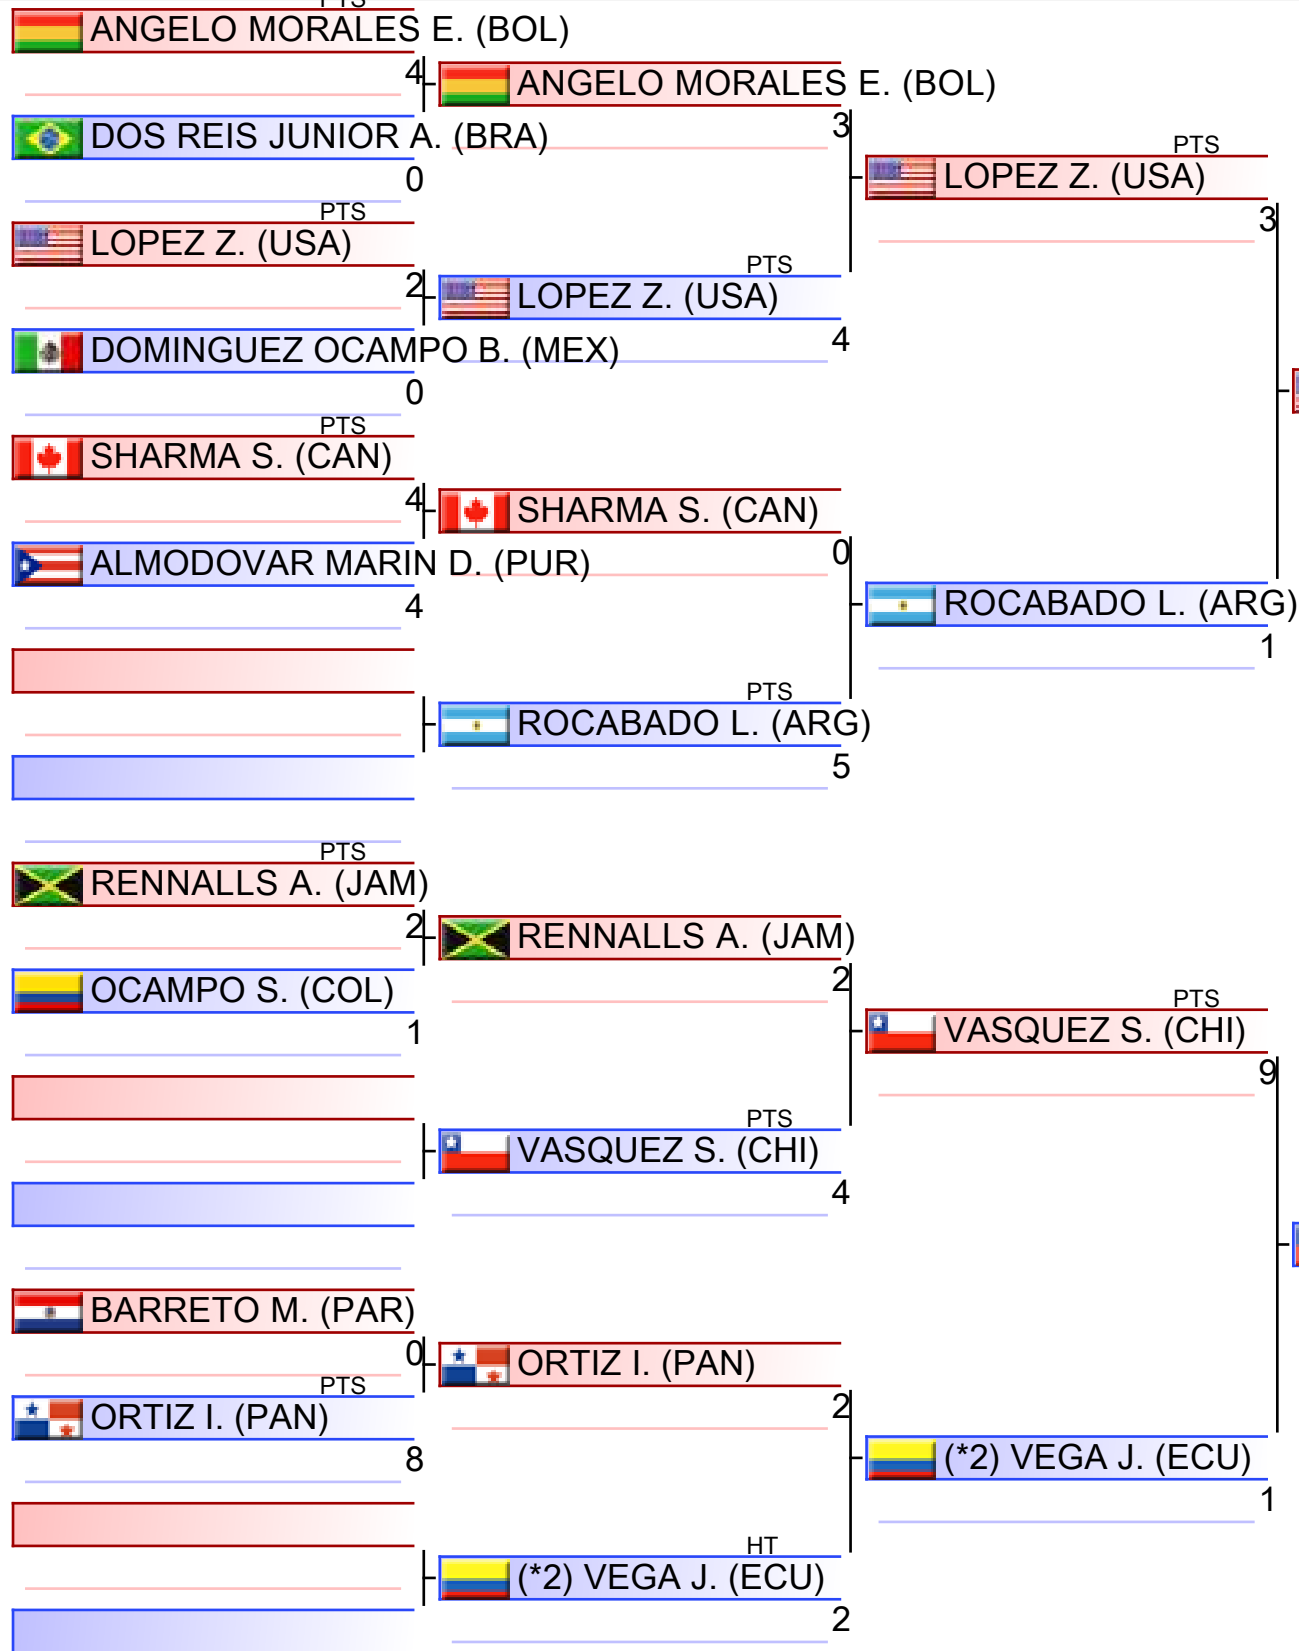 PTS
ANGELO MORALES E. (BOL)
4
DOS REIS JUNIOR A. (BRA)
0
PTS
LOPEZ Z. (USA)
2
DOMINGUEZ OCAMPO B. (MEX)
0
PTS
SHARMA S. (CAN)
4
ALMODOVAR MARIN D. (PUR)
4
PTS
RENNALLS A. (JAM)
2
OCAMPO S. (COL)
1
BARRETO M. (PAR)
0
PTS
ORTIZ I. (PAN)
8
ANGELO MORALES E. (BOL)
3
PTS
LOPEZ Z. (USA)
4
SHARMA S. (CAN)
0
PTS
ROCABADO L. (ARG)
5
RENNALLS A. (JAM)
2
PTS
VASQUEZ S. (CHI)
4
ORTIZ I. (PAN)
2
HT
(*2) VEGA J. (ECU)
2
PTS
LOPEZ Z. (USA)
3
ROCABADO L. (ARG)
1
PTS
VASQUEZ S. (CHI)
9
(*2) VEGA J. (ECU)
1